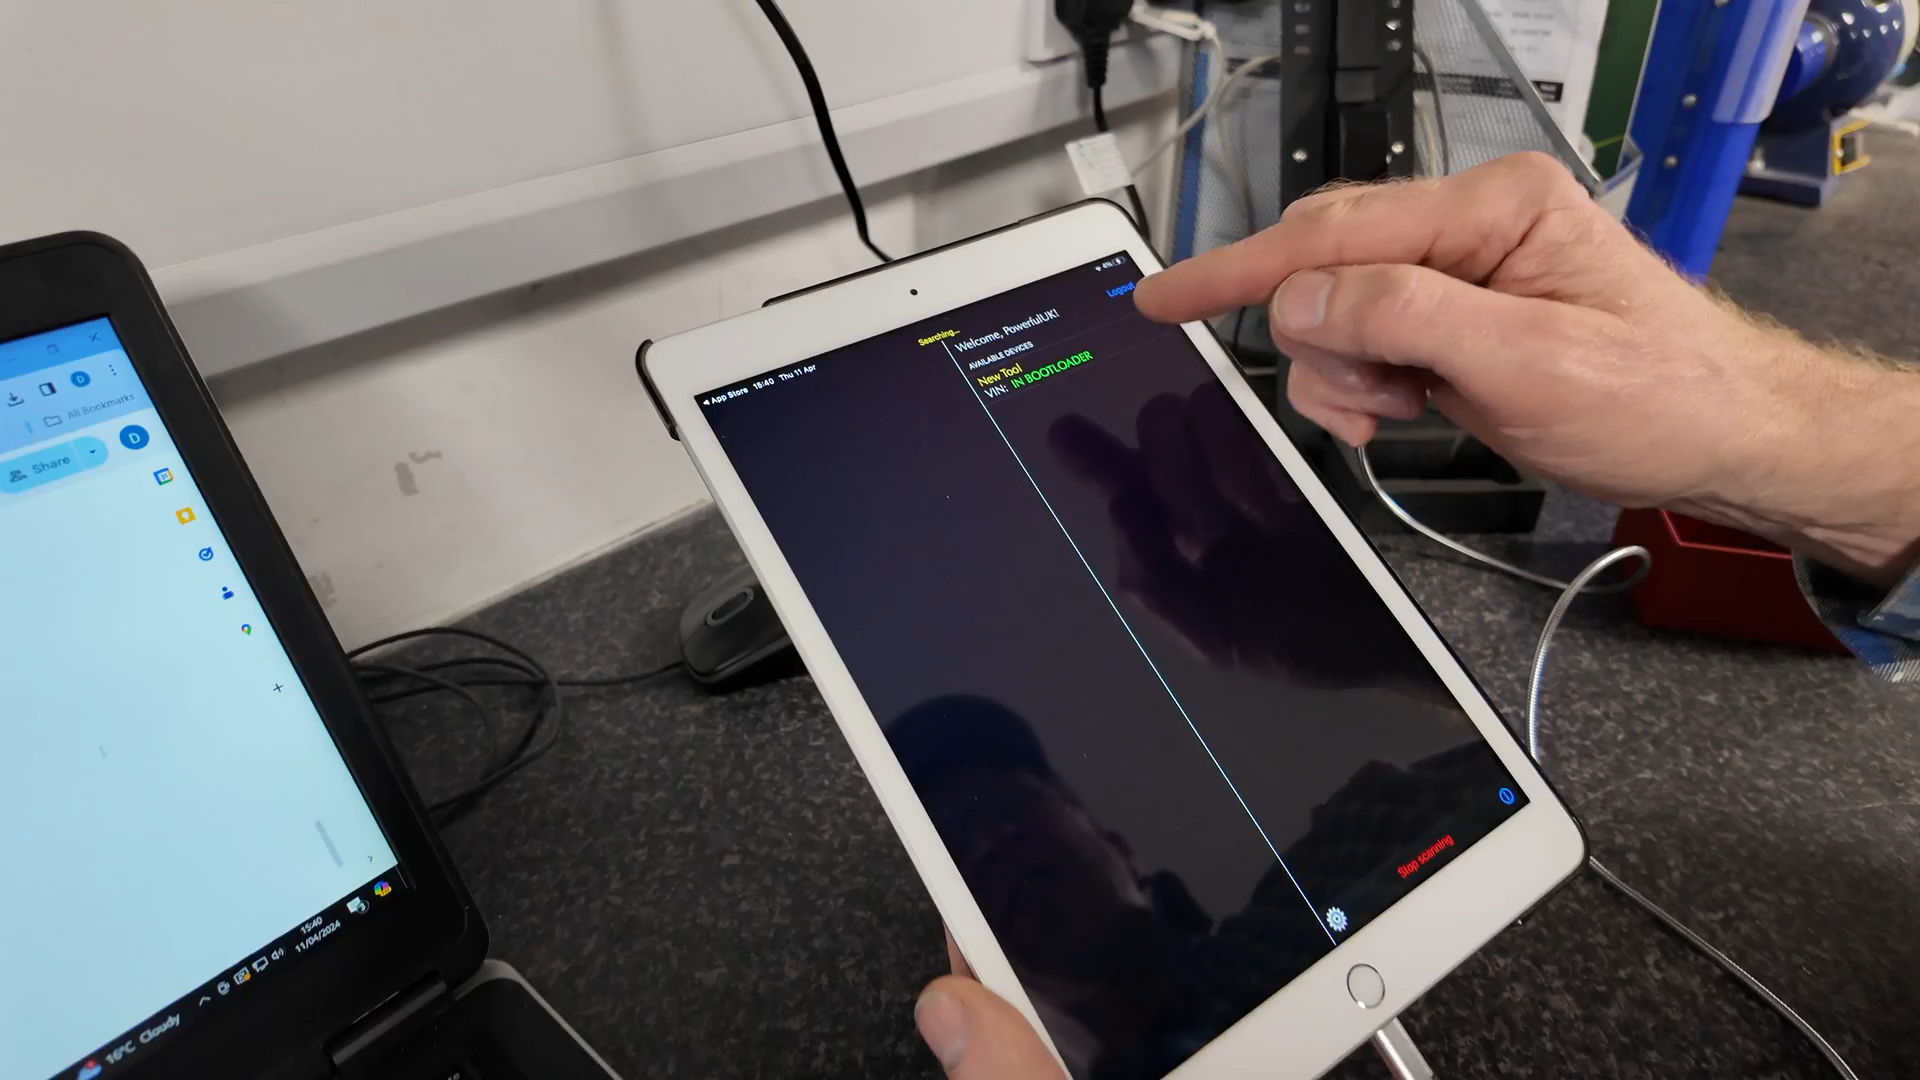 ◀ App Store 15:40 Thu 11 Apr
4%
Searching...
Welcome, PowerfulUK!
Logout
AVAILABLE DEVICES
New Tool
VIN: IN BOOTLOADER
Stop scanning
All Bookmarks
D
Share
D
15:40
11/04/2024
16°C Cloudy